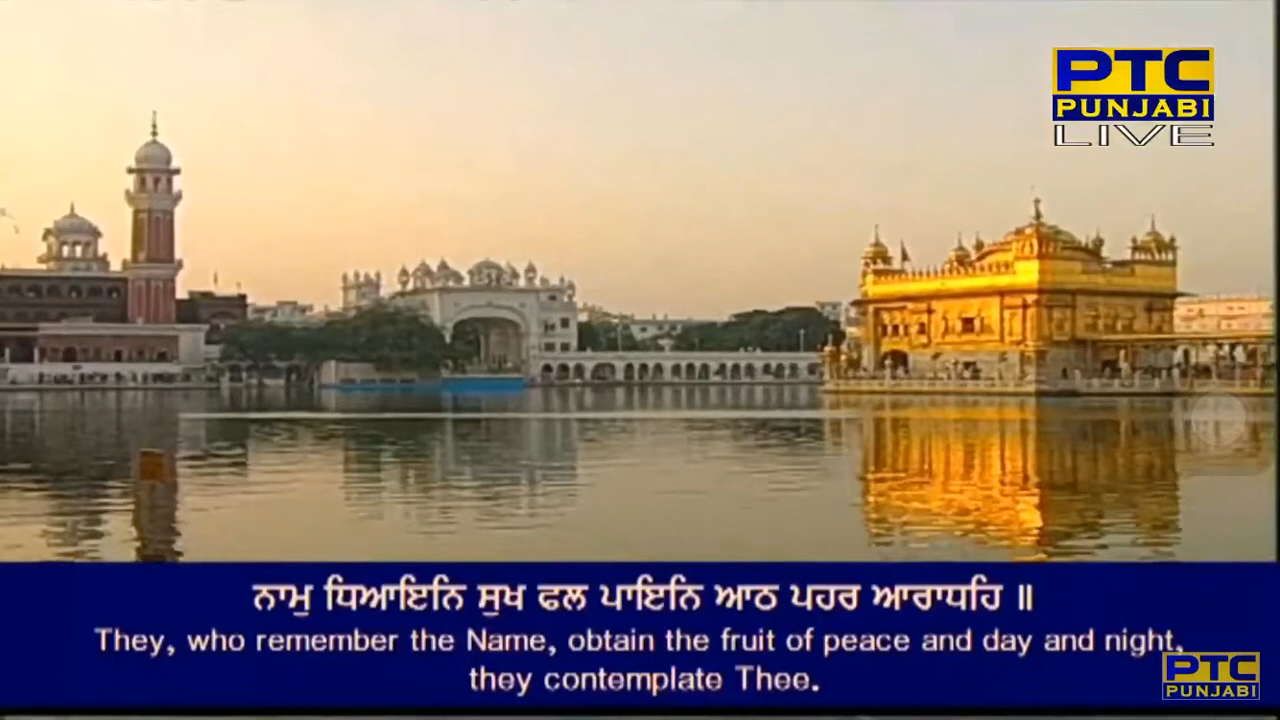 PTC
PUNJABI
LIVE
ਨਾਮੁ ਧਿਆਇਨਿ ਸੁਖ ਫਲ ਪਾਇਨਿ ਆਠ ਪਹਰ ਆਰਾਧਹਿ ॥
They, who remember the Name, obtain the fruit of peace and day and night,
they contemplate Thee.
PTC
PUNJABI